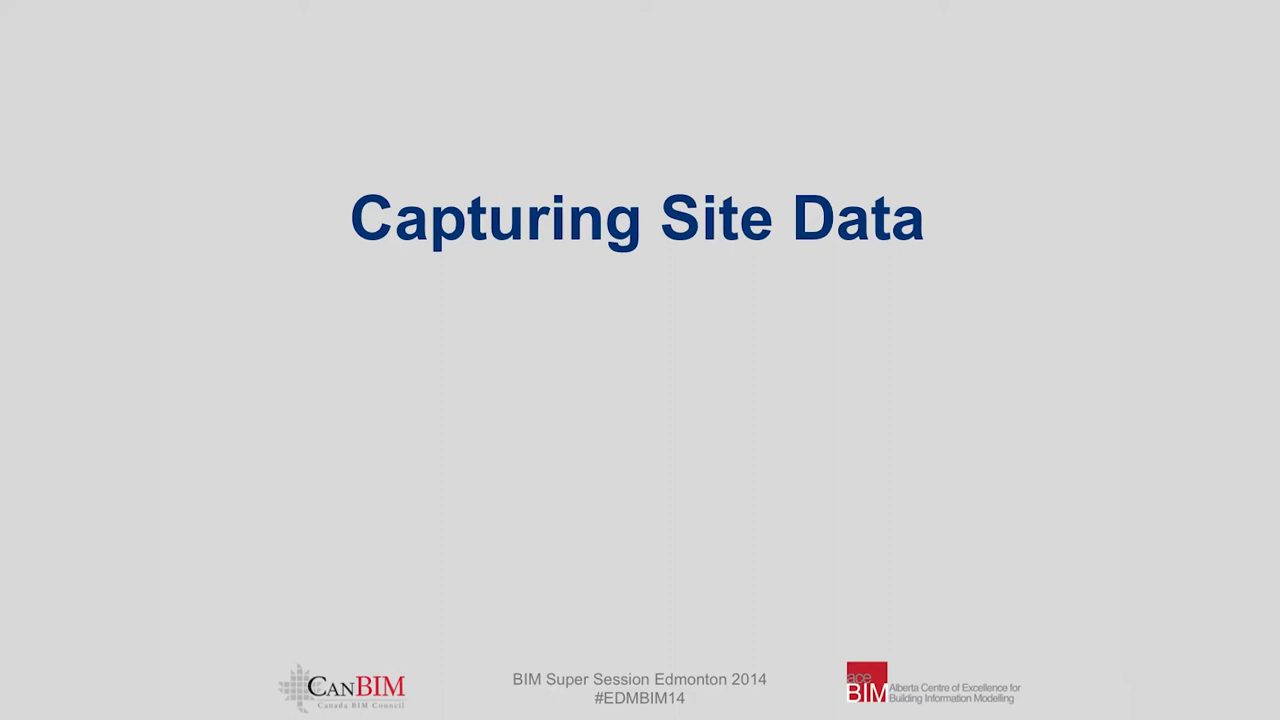 Capturing Site Data
CANBIM
Canada BIM Council
BIM Super Session Edmonton 2014
#EDMBIM14
ace
BIM
Alberta Centre of Excellence for
Building Information Modelling